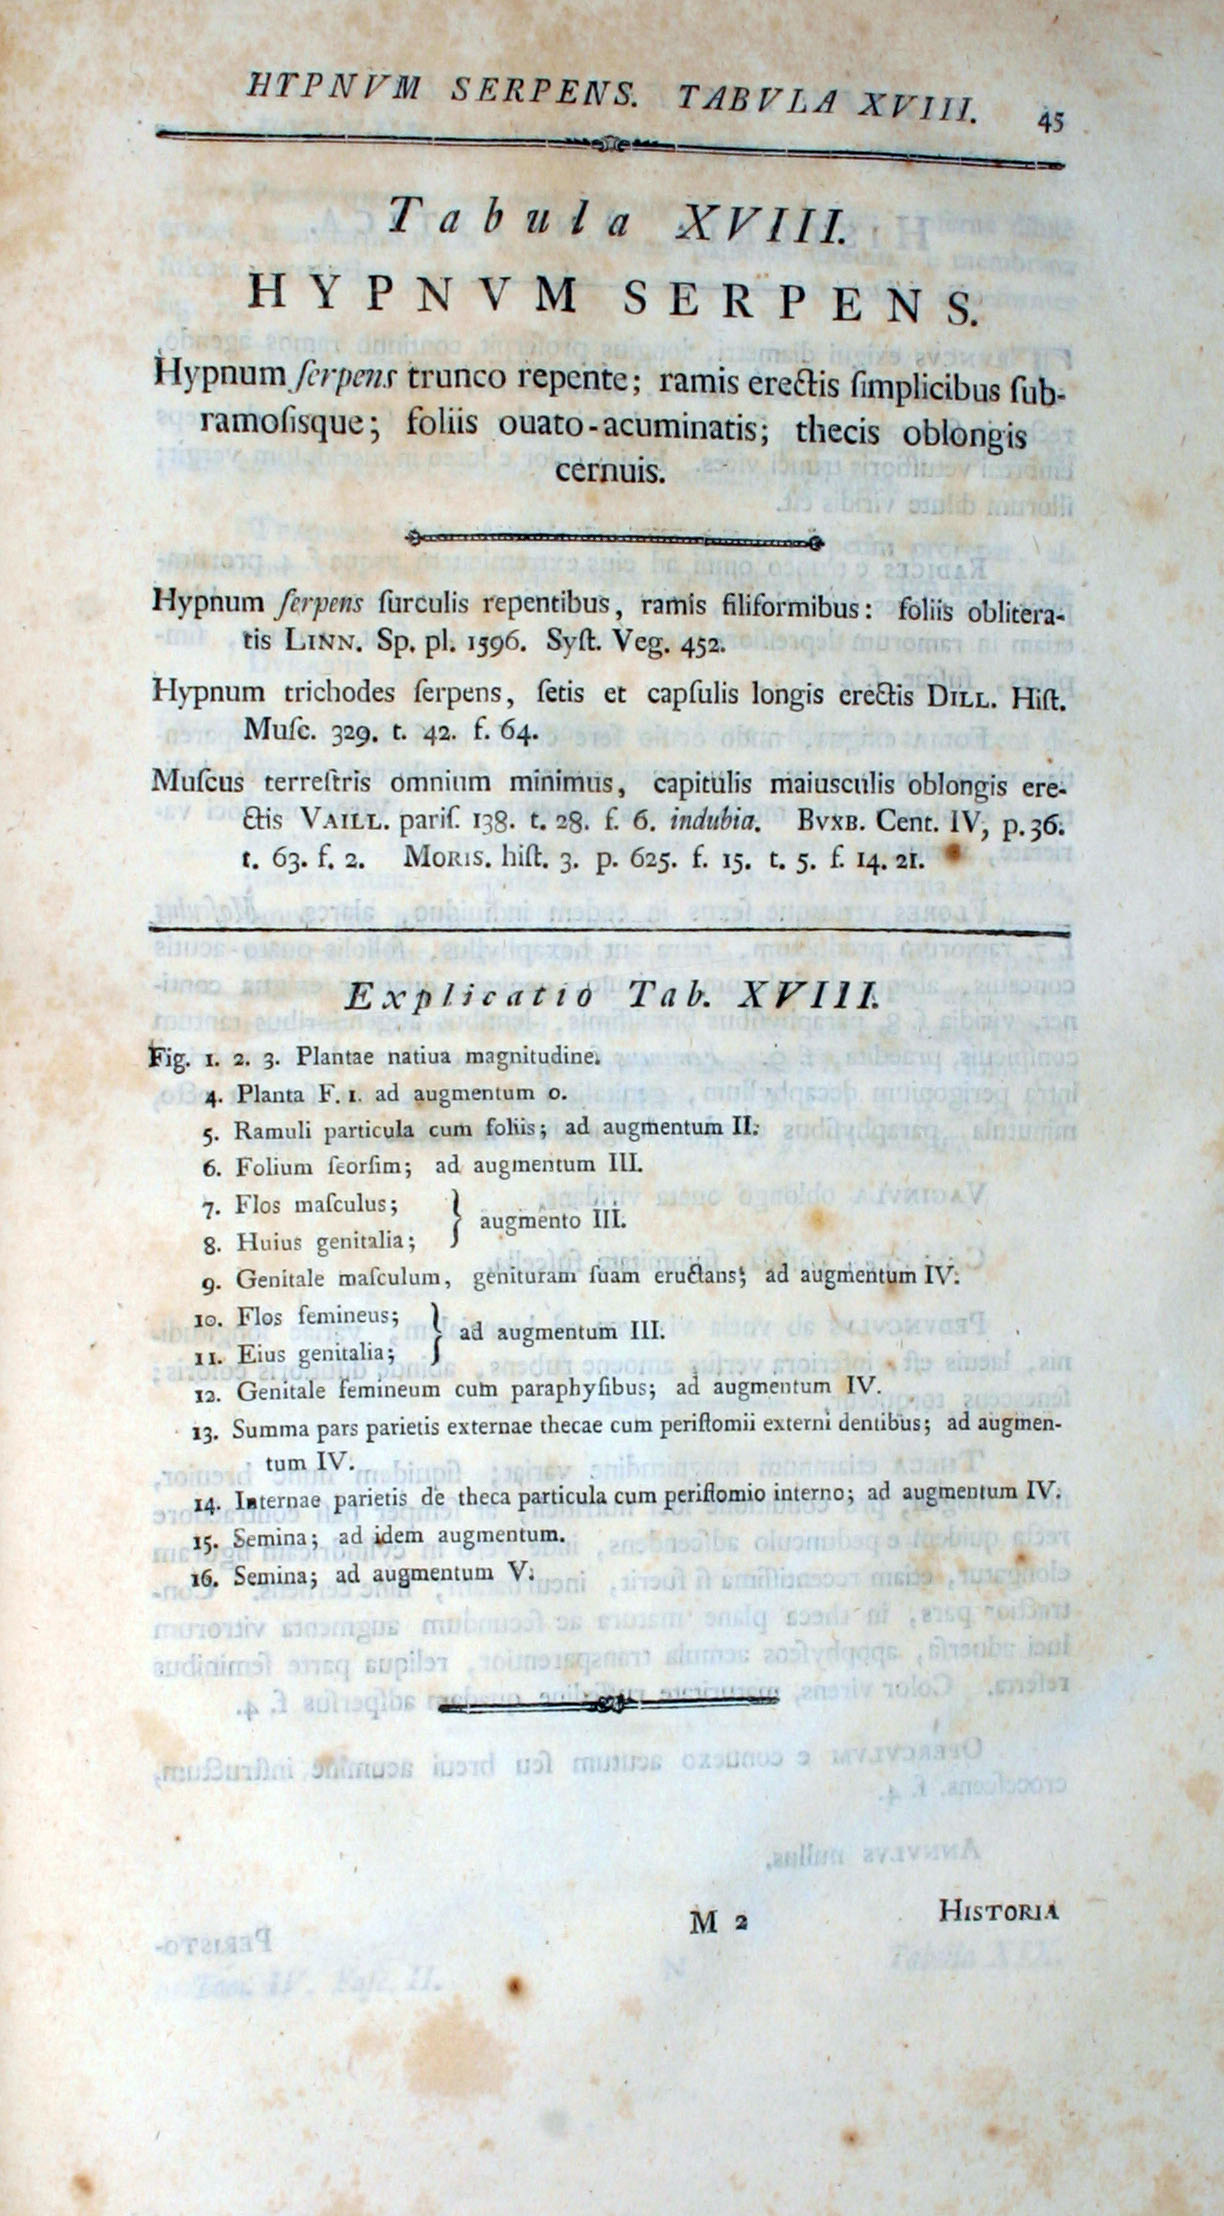 HYPNVM SERPENS. TABVLA XVIII. 45
Tabula XVIII.
HYPNVM SERPENS.
Hypnum ſerpens trunco repente; ramis erectis ſimplicibus ſub-
ramoſisque; foliis ouato-acuminatis; thecis oblongis
cernuis.
Hypnum ſerpens ſurculis repentibus, ramis filiformibus: foliis oblitera-
tis LINN. Sp. pl. 1596. Syſt. Veg. 452.
Hypnum trichodes ſerpens, ſetis et capſulis longis erectis DILL. Hiſt.
Muſc. 329. t. 42. f. 64.
Muſcus terreſtris omnium minimus, capitulis maiusculis oblongis ere-
ctis VAILL. pariſ. 138. t. 28. f. 6. indubia. BVXB. Cent. IV, p. 36.
t. 63. f. 2. MORIS. hiſt. 3. p. 625. f. 15. t. 5. f. 14. 21.
Explicatio Tab. XVIII.
Fig. 1. 2. 3. Plantae natiua magnitudine.
4. Planta F. 1. ad augmentum 0.
5. Ramuli particula cum foliis; ad augmentum II.
6. Folium ſeorſim; ad augmentum III.
7. Flos maſculus;
8. Huius genitalia; } augmento III.
9. Genitale maſculum, genituram ſuam eructans; ad augmentum IV.
10. Flos femineus;
11. Eius genitalia; } ad augmentum III.
12. Genitale femineum cum paraphyſibus; ad augmentum IV.
13. Summa pars parietis externae thecae cum periſtomii externi dentibus; ad augmen-
tum IV.
14. Internae parietis de theca particula cum periſtomio interno; ad augmentum IV.
15. Semina; ad idem augmentum.
16. Semina; ad augmentum V.
M 2 HISTORIA